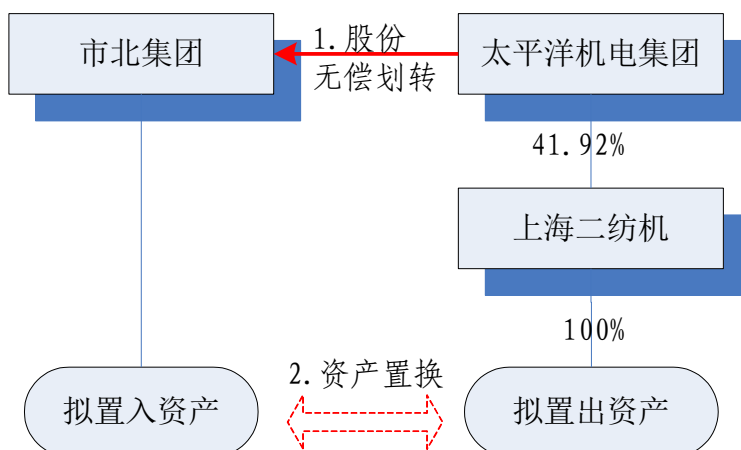 市北集团
1.股份
无偿划转
太平洋机电集团
41.92%
上海二纺机
100%
2.资产置换
拟置入资产
拟置出资产